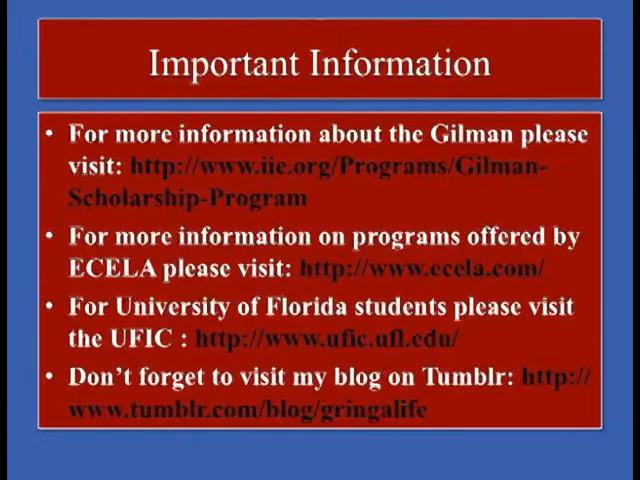 Important Information
• For more information about the Gilman please
visit: http://www.iie.org/Programs/Gilman-
Scholarship-Program
• For more information on programs offered by
ECELA please visit: http://www.ecela.com/
• For University of Florida students please visit
the UFIC : http://www.ufic.ufl.edu/
• Don’t forget to visit my blog on Tumblr: http://
www.tumblr.com/blog/gringalife